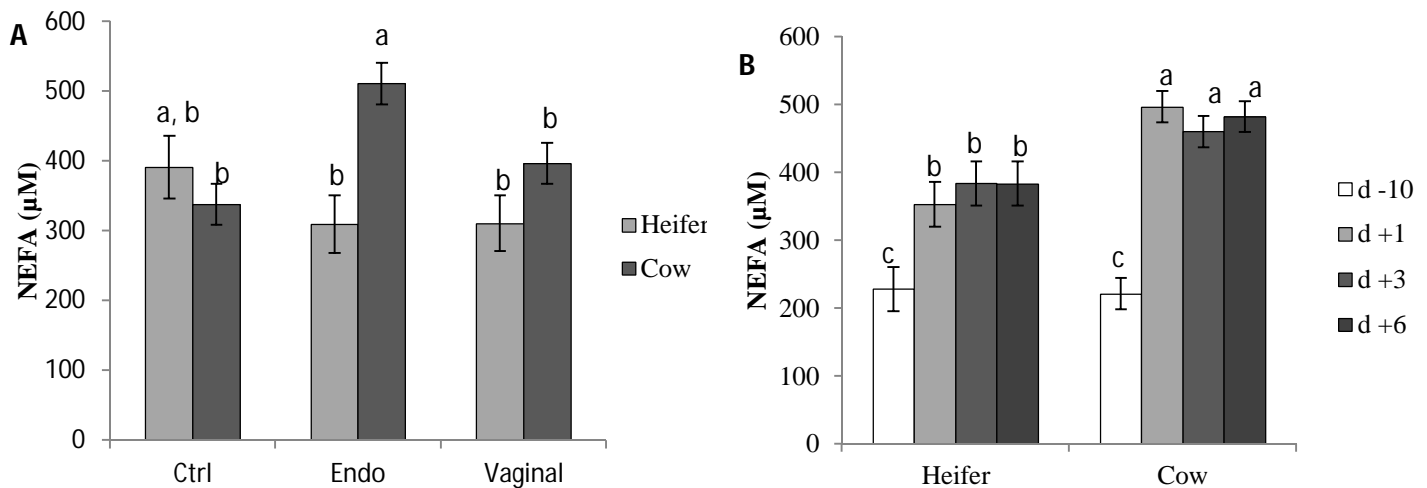 A
NEFA (µM)
600
500
400
300
200
100
0
a, b
b
b
a
b
b
Ctrl
Endo
Vaginal
Heifer
Cow
B
NEFA (µM)
600
500
400
300
200
100
0
c
b
b
b
c
a
a
a
Heifer
Cow
d -10
d +1
d +3
d +6